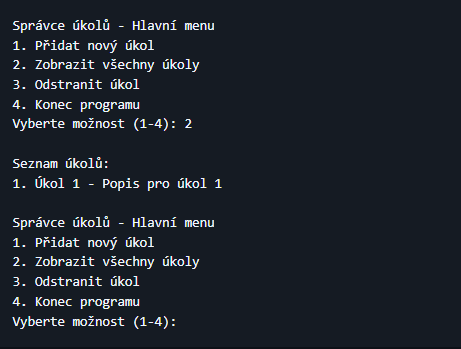 Správce úkolů - Hlavní menu
1. Přidat nový úkol
2. Zobrazit všechny úkoly
3. Odstranit úkol
4. Konec programu
Vyberte možnost (1-4): 2
Seznam úkolů:
1. Úkol 1 - Popis pro úkol 1
Správce úkolů - Hlavní menu
1. Přidat nový úkol
2. Zobrazit všechny úkoly
3. Odstranit úkol
4. Konec programu
Vyberte možnost (1-4):